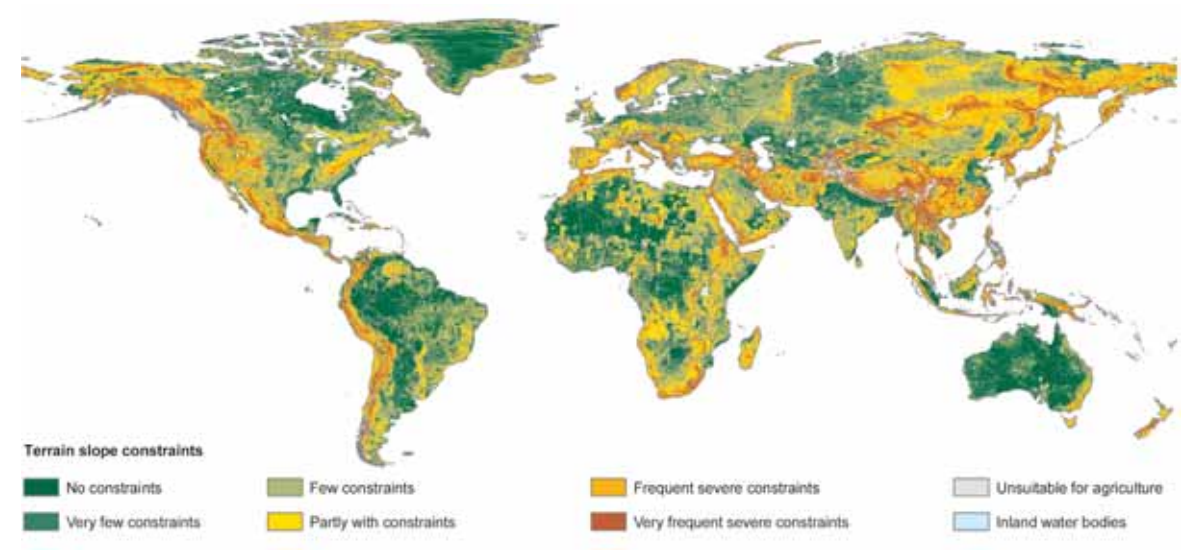 Terrain slope constraints
No constraints
Few constraints
Frequent severe constraints
Unsuitable for agriculture
Very few constraints
Partly with constraints
Very frequent severe constraints
Inland water bodies